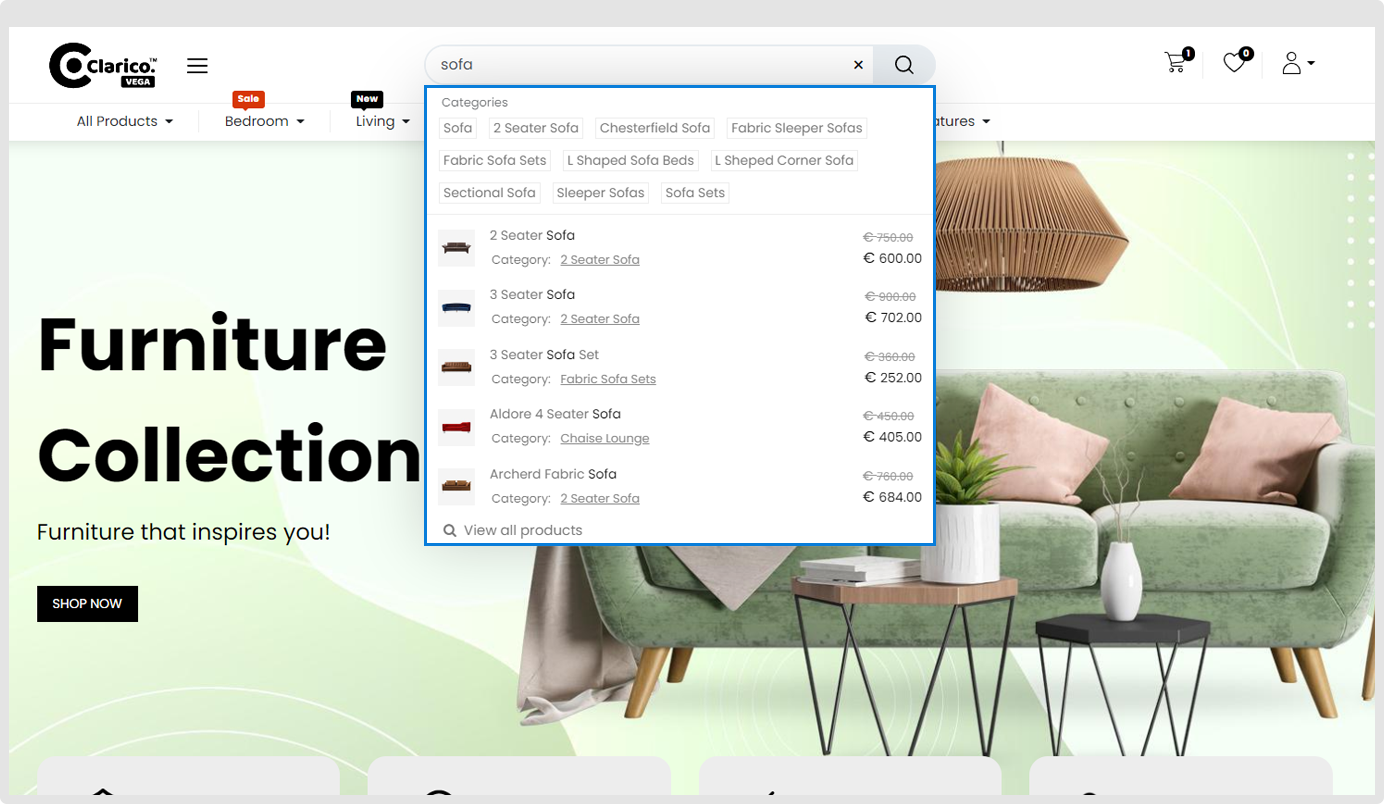 Clarico.™
VEGA
sofa
1
0
Sale
New
All Products
Bedroom
Living
Categories
Sofa
2 Seater Sofa
Chesterfield Sofa
Fabric Sleeper Sofas
Fabric Sofa Sets
L Shaped Sofa Beds
L Sheped Corner Sofa
Sectional Sofa
Sleeper Sofas
Sofa Sets
2 Seater Sofa
€ 750.00
Category: 2 Seater Sofa
€ 600.00
3 Seater Sofa
€ 900.00
Category: 2 Seater Sofa
€ 702.00
3 Seater Sofa Set
€ 360.00
Category: Fabric Sofa Sets
€ 252.00
Aldore 4 Seater Sofa
€ 450.00
Category: Chaise Lounge
€ 405.00
Archerd Fabric Sofa
€ 760.00
Category: 2 Seater Sofa
€ 684.00
View all products
Furniture
Collection
Furniture that inspires you!
SHOP NOW